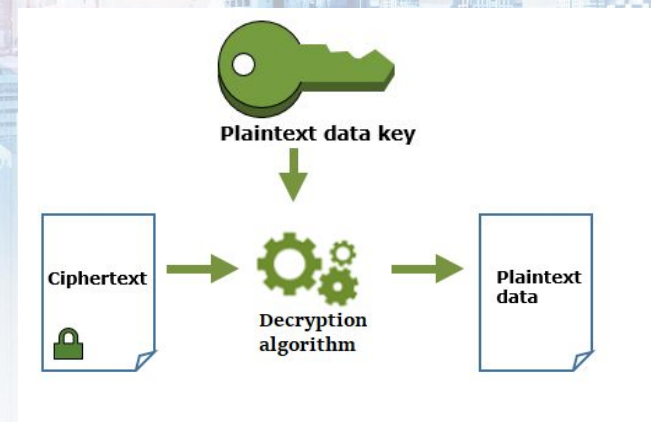 Plaintext data key
Ciphertext
Decryption
algorithm
Plaintext
data